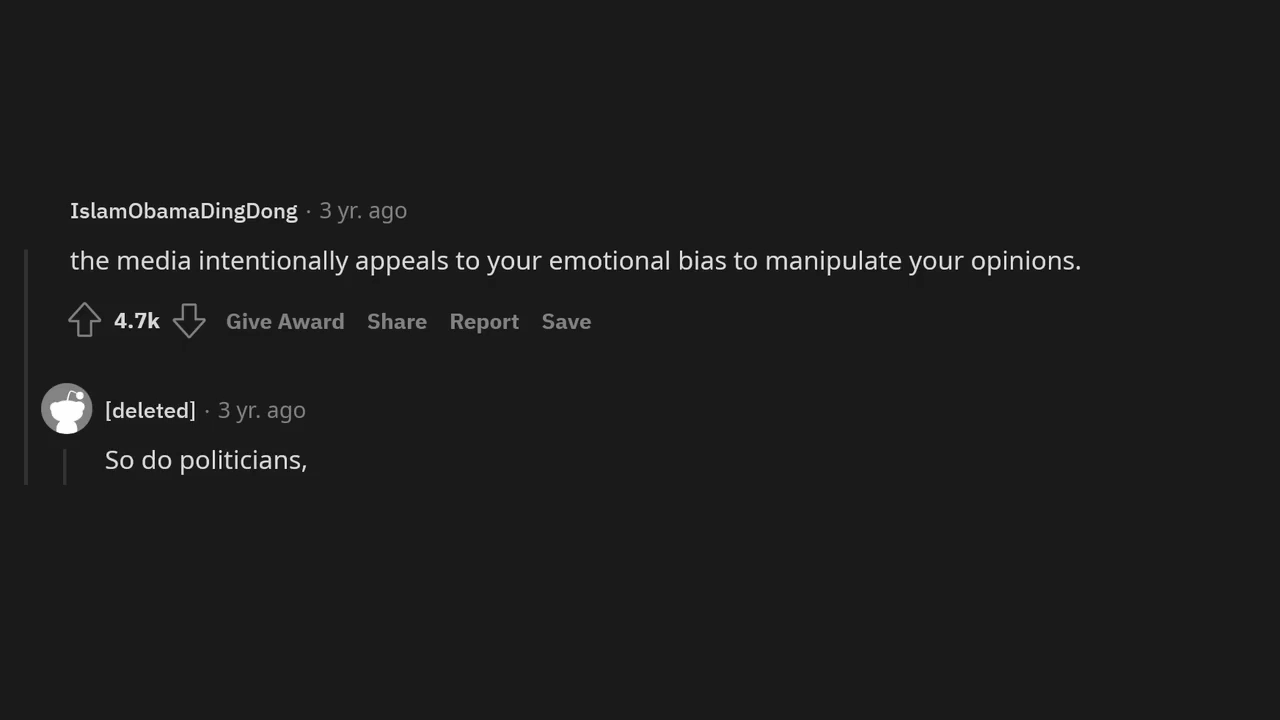 IslamObamaDingDong · 3 yr. ago
the media intentionally appeals to your emotional bias to manipulate your opinions.
4.7k Give Award Share Report Save
[deleted] · 3 yr. ago
So do politicians,